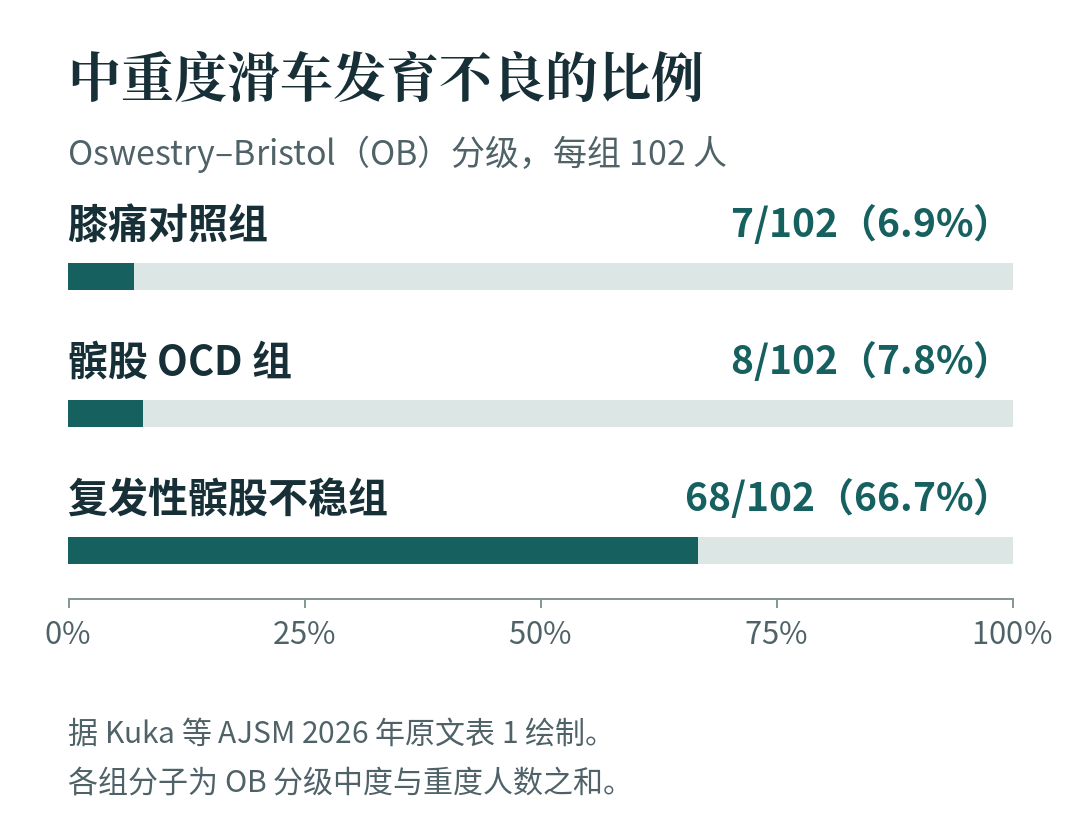 中重度滑车发育不良的比例
Oswestry–Bristol（OB）分级，每组 102 人
膝痛对照组 7/102（6.9%）
髌股 OCD 组 8/102（7.8%）
复发性髌股不稳组 68/102（66.7%）
0% 25% 50% 75% 100%
据 Kuka 等 AJSM 2026 年原文表 1 绘制。
各组分子为 OB 分级中度与重度人数之和。